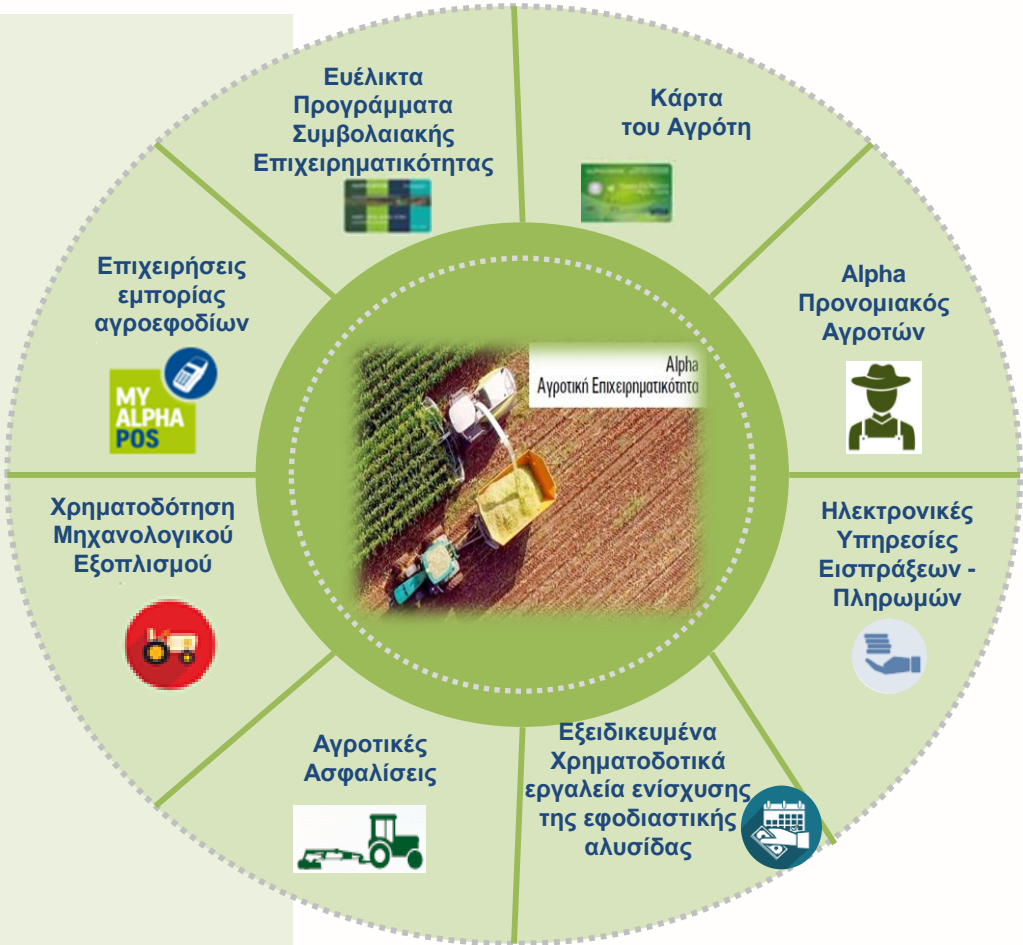 Ευέλικτα
Προγράμματα
Συμβολαιακής
Επιχειρηματικότητας
Κάρτα
του Αγρότη
Alpha
Προνομιακός
Αγροτών
Ηλεκτρονικές
Υπηρεσίες
Εισπράξεων -
Πληρωμών
Εξειδικευμένα
Χρηματοδοτικά
εργαλεία ενίσχυσης
της εφοδιαστικής
αλυσίδας
Αγροτικές
Ασφαλίσεις
Χρηματοδότηση
Μηχανολογικού
Εξοπλισμού
Επιχειρήσεις
εμπορίας
αγροεφοδίων
MY
ALPHA
POS
Alpha
Αγροτική Επιχειρηματικότητα